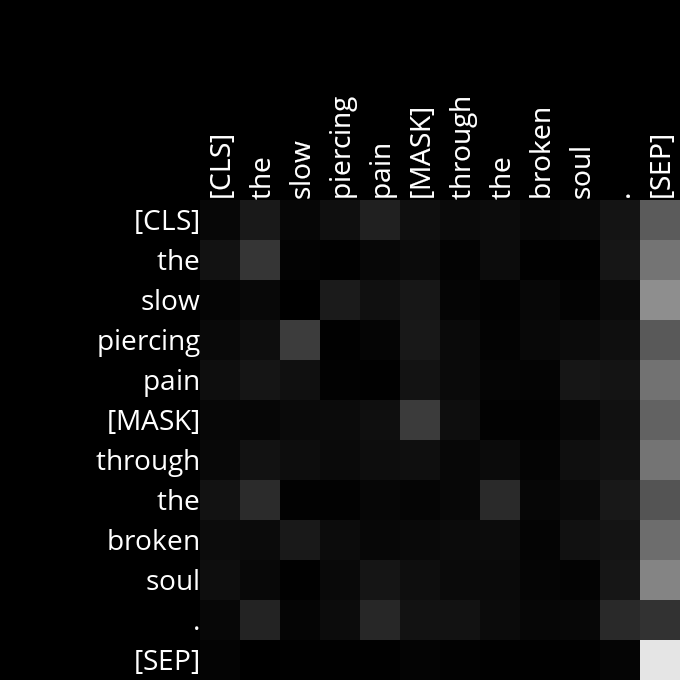 [CLS] the slow piercing pain [MASK] through the broken soul . [SEP]
[CLS]
the
slow
piercing
pain
[MASK]
through
the
broken
soul
.
[SEP]